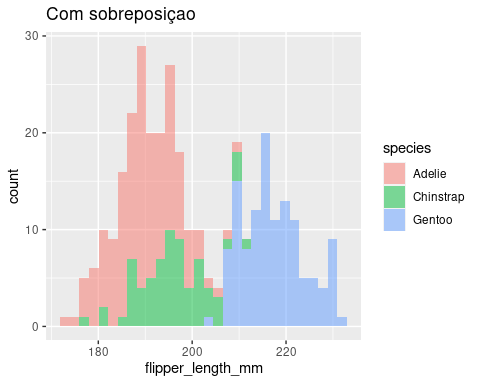 Com sobreposiçao
30
20
10
0
count
180
200
220
flipper_length_mm
species
Adelie
Chinstrap
Gentoo